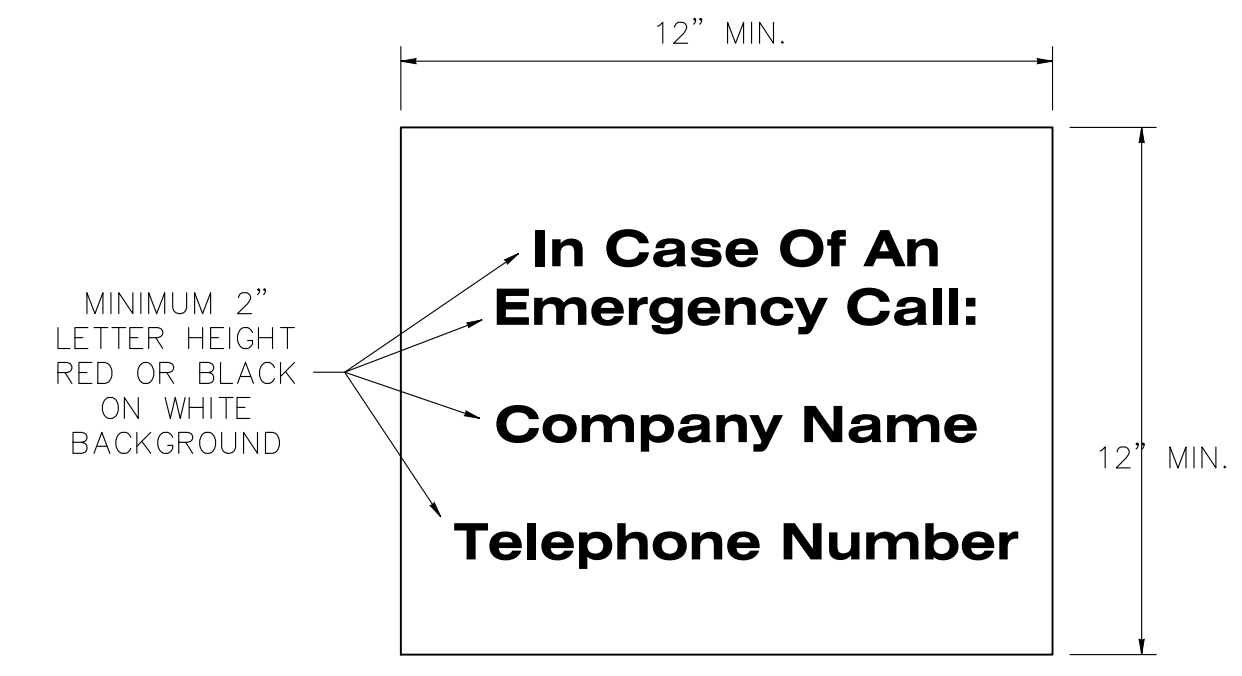 12” MIN.
In Case Of An
Emergency Call:
Company Name
Telephone Number
MINIMUM 2”
LETTER HEIGHT
RED OR BLACK
ON WHITE
BACKGROUND
12” MIN.